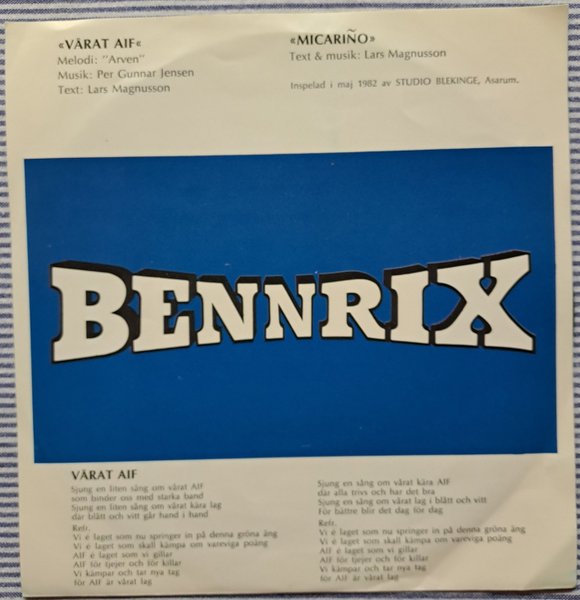 «VÅRAT AIF«
Melodi: "Arven"
Musik: Per Gunnar Jensen
Text: Lars Magnusson
«MICARIÑO»
Text & musik: Lars Magnusson
Inspelad i maj 1982 av STUDIO BLEKINGE, Asarum.
BENNRIX
VÅRAT AIF
Sjung en liten sång om vårat AIF
som binder oss med starka band
Sjung en liten sång om vårat kära lag
där blått och vitt går hand i hand
Refr.
Vi é laget som nu springer in på denna gröna äng
Vi é laget som skall kämpa om vareviga poäng
AIF é laget som vi gillar
AIF för tjejer och för killar
Vi kämpar och tar nya tag
för AIF är vårat lag
Sjung en sång om vårat kära AIF
där alla trivs och har det bra
Sjung en sång om vårat lag i blått och vitt
För bättre blir det dag för dag
Refr.
Vi é laget som nu springer in på denna gröna äng
Vi é laget som skall kämpa om vareviga poäng
AIF é laget som vi gillar
AIF för tjejer och för killar
Vi kämpar och tar nya tag
för AIF är vårat lag